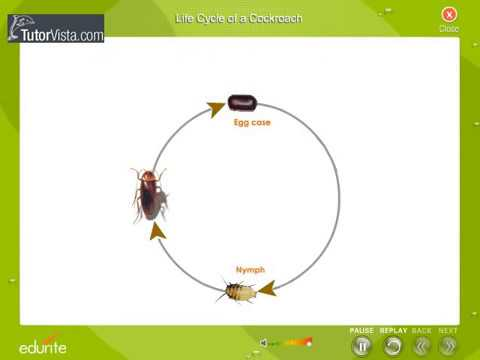 Life Cycle of a Cockroach
TutorVista.com
Close
Egg case
Nymph
PAUSE REPLAY BACK NEXT
edurite